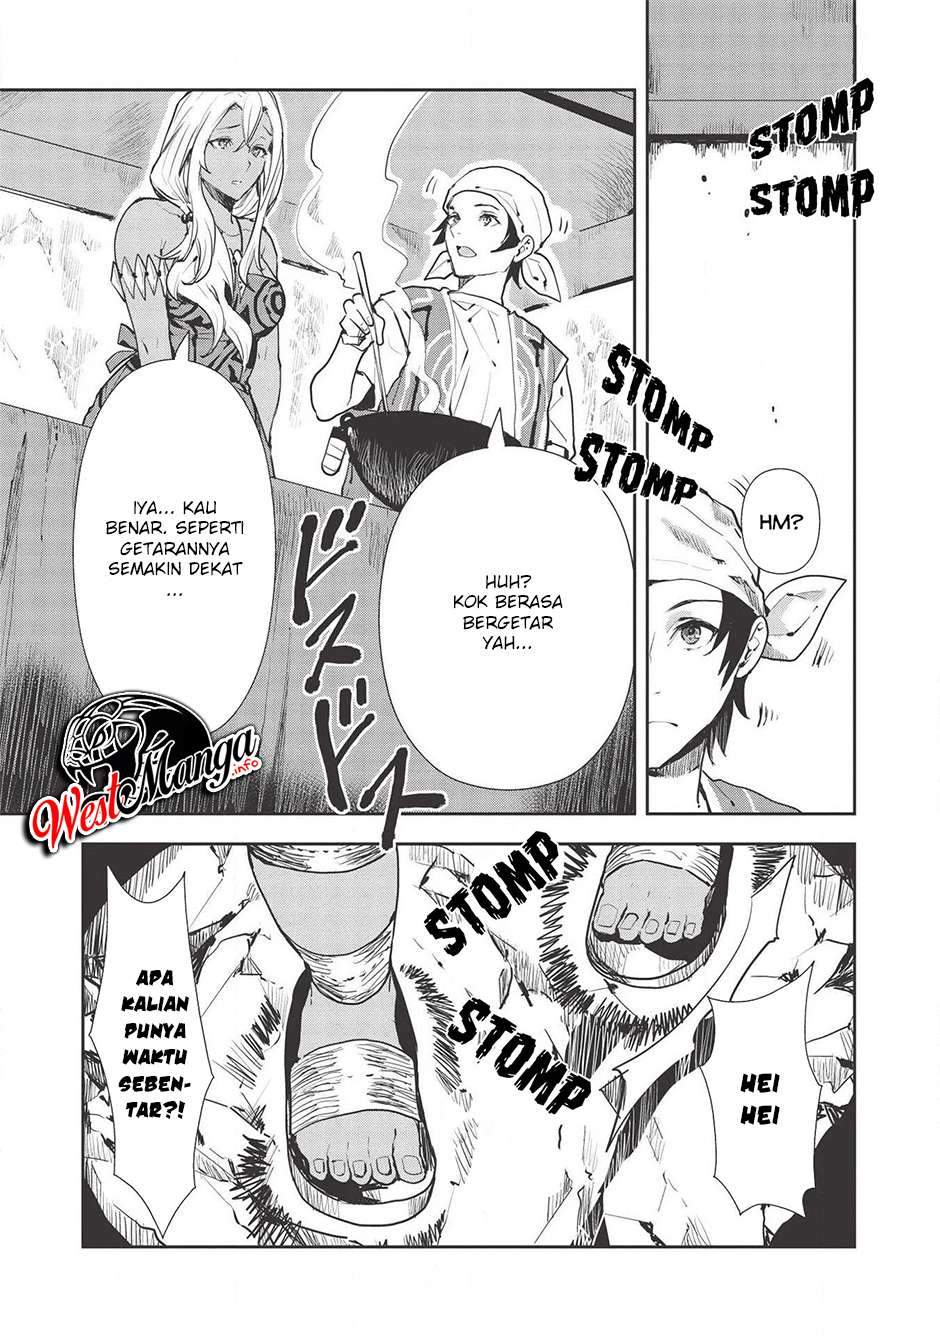 STOMP
STOMP
HM?
STOMP
STOMP
HUH?
KOK BERASA
BERGETAR
YAH...
IYA... KAU
BENAR. SEPERTI
GETARANNYA
SEMAKIN DEKAT
...
ドス
ドドス
WestManga
.info
STOMP
STOMP
HEI
HEI
APA
KALIAN
PUNYA
WAKTU
SEBEN-
TAR?!